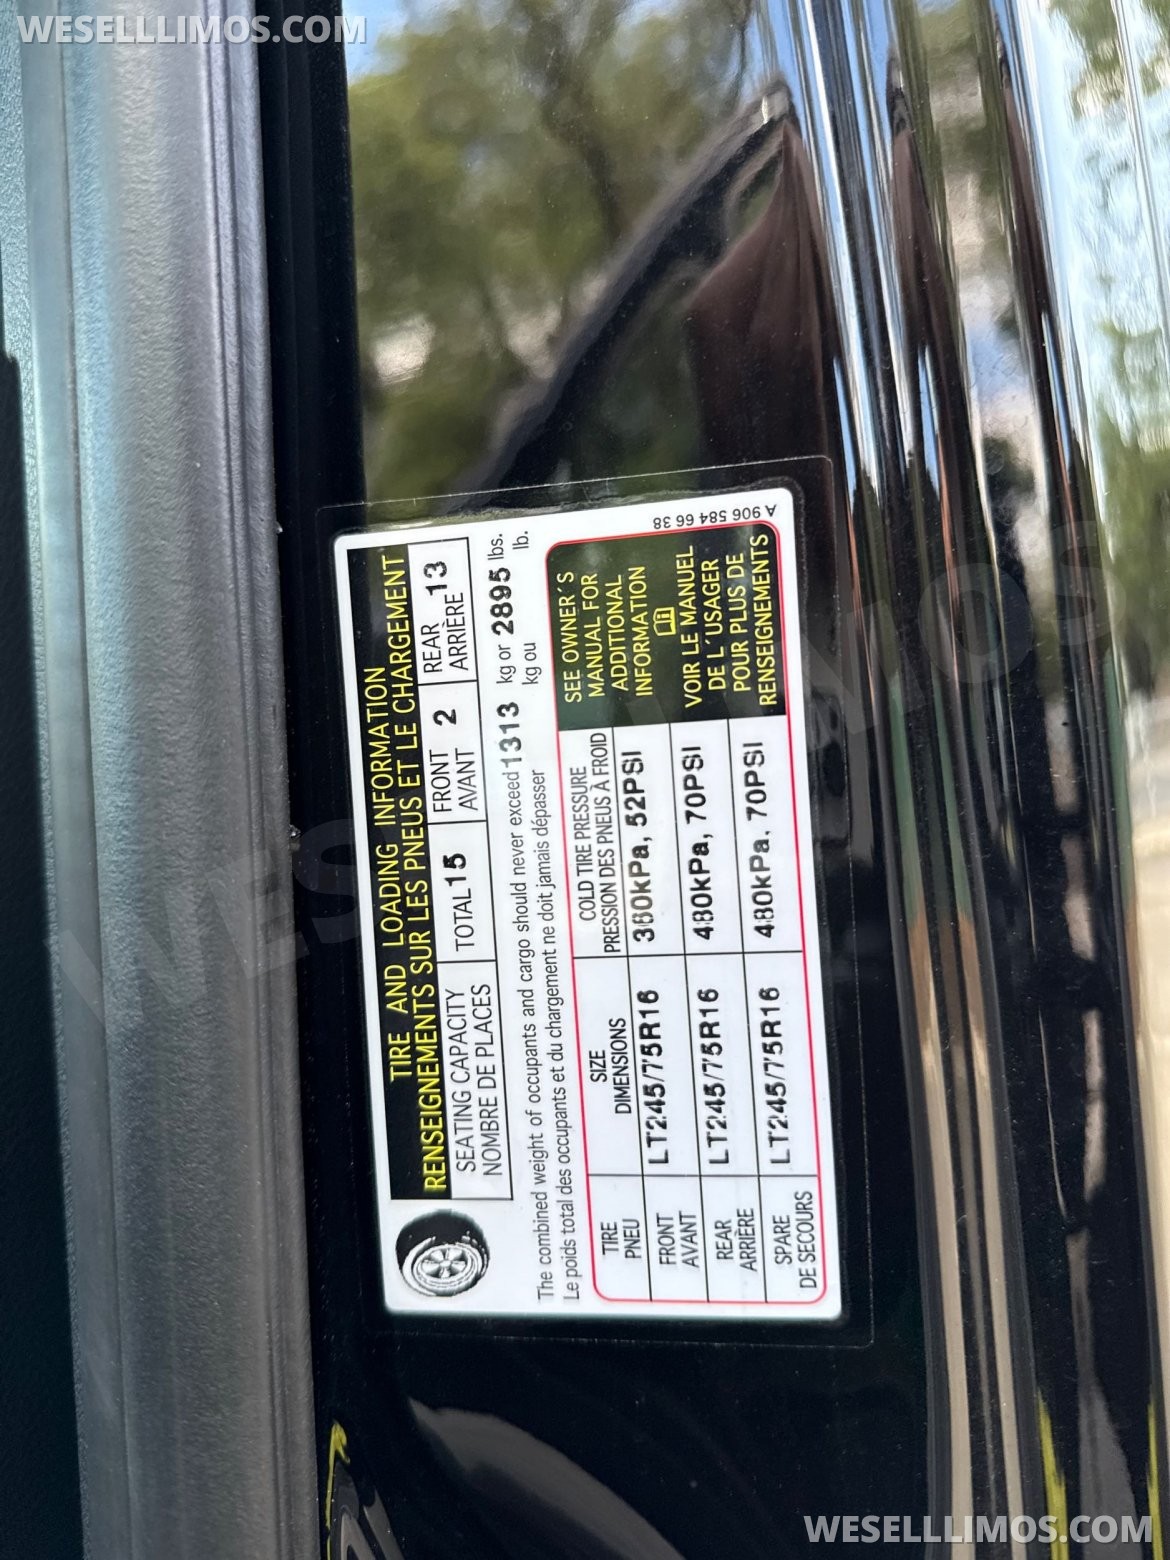 WESELLLIMOS.COM
TIRE AND LOADING INFORMATION
RENSEIGNEMENTS SUR LES PNEUS ET LE CHARGEMENT
SEATING CAPACITY TOTAL 15 FRONT 2 REAR 13
NOMBRE DE PLACES AVANT ARRIÈRE
The combined weight of occupants and cargo should never exceed 1313 kg or 2895 lbs.
Le poids total des occupants et du chargement ne doit jamais dépasser kg ou lb.
TIRE SIZE COLD TIRE PRESSURE
PNEU DIMENSIONS PRESSION DES PNEUS À FROID
FRONT LT245/75R16 360kPa, 52PSI
AVANT
REAR LT245/75R16 480kPa, 70PSI
ARRIÈRE
SPARE LT245/75R16 480kPa, 70PSI
DE SECOURS
SEE OWNER'S
MANUAL FOR
ADDITIONAL
INFORMATION
VOIR LE MANUEL
DE L'USAGER
POUR PLUS DE
RENSEIGNEMENTS
A 906 584 66 38
WESELLLIMOS
WESELLLIMOS.COM